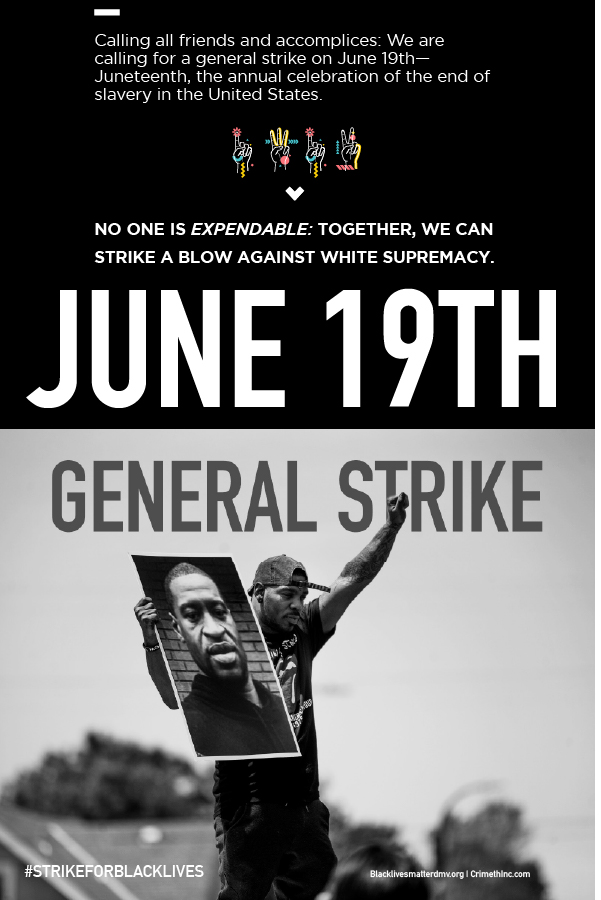 Calling all friends and accomplices: We are
calling for a general strike on June 19th—
Juneteenth, the annual celebration of the end of
slavery in the United States.
NO ONE IS EXPENDABLE: TOGETHER, WE CAN
STRIKE A BLOW AGAINST WHITE SUPREMACY.
JUNE 19TH
GENERAL STRIKE
#STRIKEFORBLACKLIVES
Blacklivesmatterdmv.org | CrimethInc.com